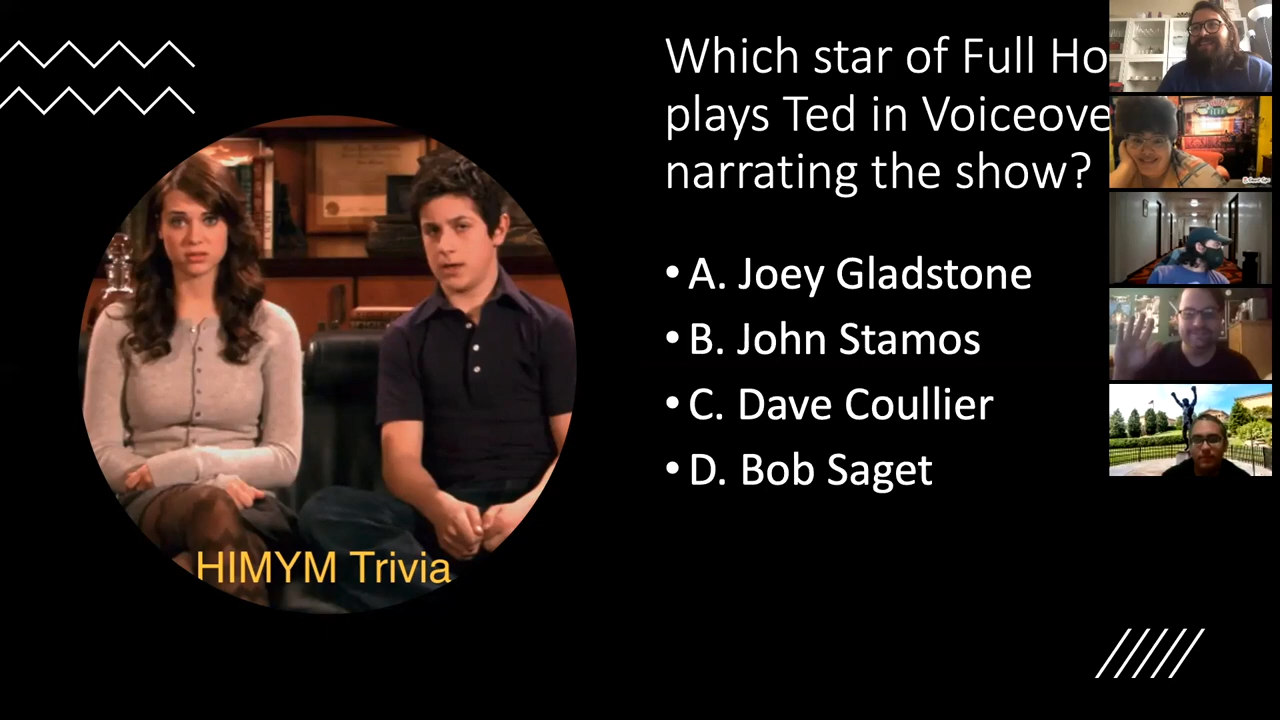 Which star of Full Ho
plays Ted in Voiceove
narrating the show?
• A. Joey Gladstone
• B. John Stamos
• C. Dave Coullier
• D. Bob Saget
HIMYM Trivia